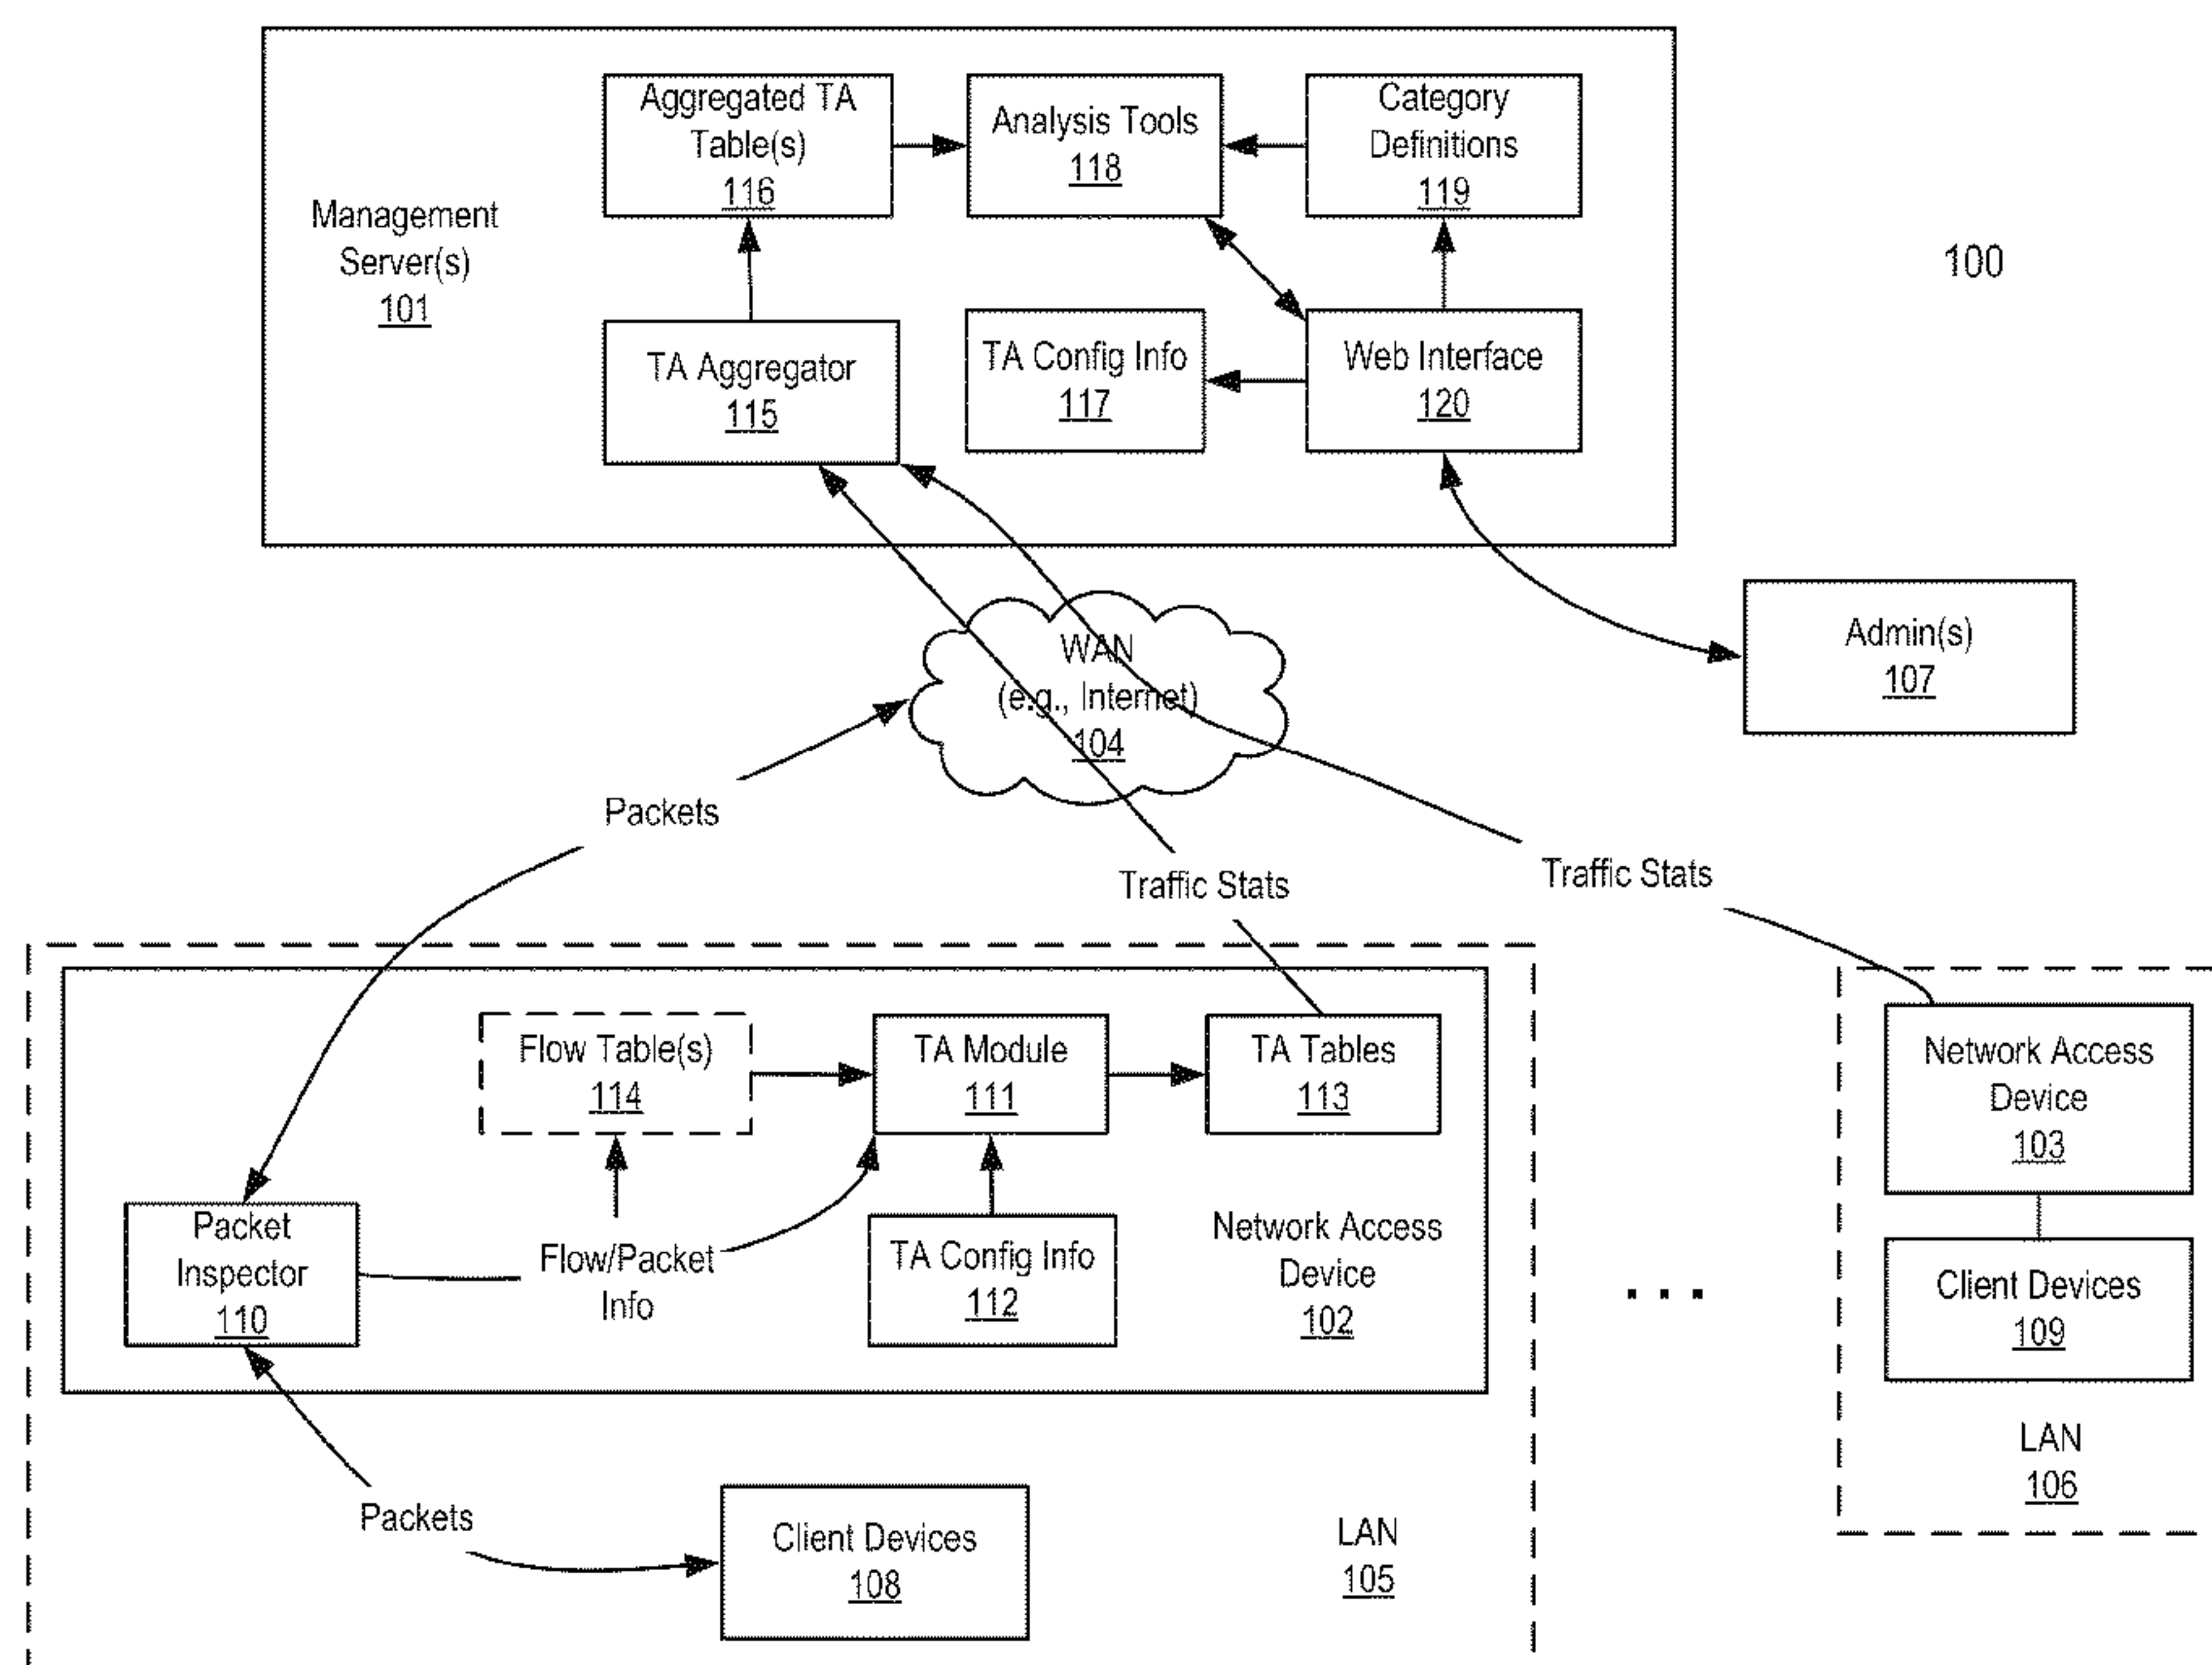 Aggregated TA
Table(s)
116
Analysis Tools
118
Category
Definitions
119
Management
Server(s)
101
100
TA Aggregator
115
TA Config Info
117
Web Interface
120
WAN
(e.g., Internet)
104
Admin(s)
107
Packets
Traffic Stats
Traffic Stats
Flow Table(s)
114
TA Module
111
TA Tables
113
Network Access
Device
103
Packet
Inspector
110
Flow/Packet
Info
TA Config Info
112
Network Access
Device
102
. . .
Client Devices
109
LAN
106
Packets
Client Devices
108
LAN
105